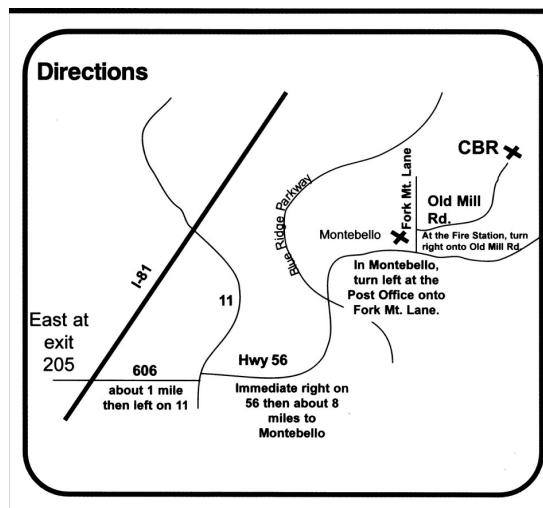 Directions
CBR
Fork Mt. Lane
Old Mill
Rd.
Blue Ridge Parkway
Montebello
At the Fire Station, turn
right onto Old Mill Rd.
In Montebello,
turn left at the
Post Office onto
Fork Mt. Lane.
I-81
11
East at
exit
205
606
about 1 mile
then left on 11
Hwy 56
Immediate right on
56 then about 8
miles to
Montebello